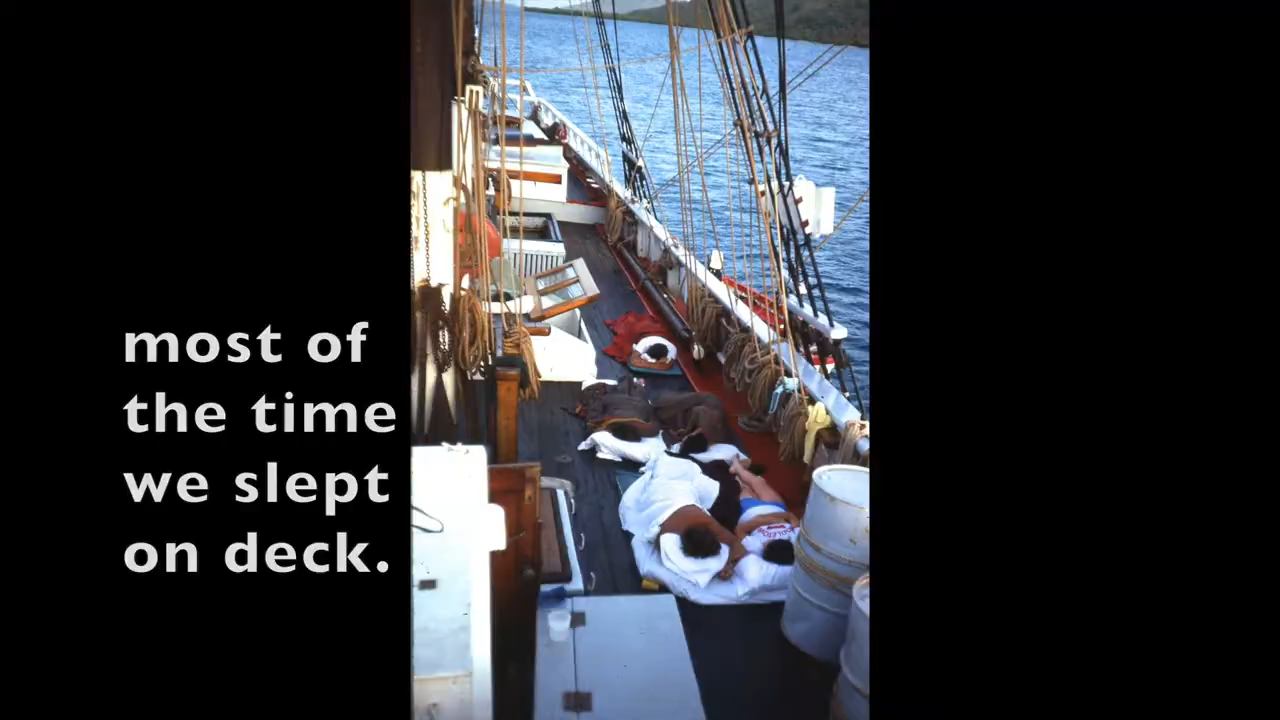 most of
the time
we slept
on deck.